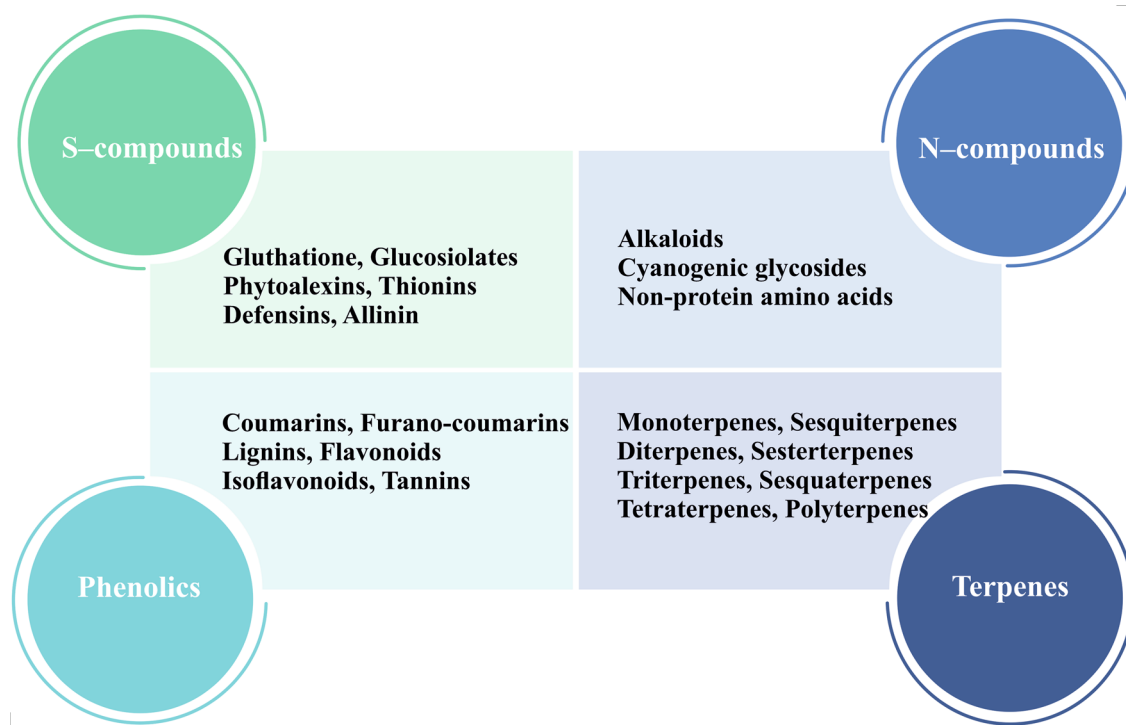 S–compounds
Gluthatione, Glucosiolates
Phytoalexins, Thionins
Defensins, Allinin
N–compounds
Alkaloids
Cyanogenic glycosides
Non-protein amino acids
Phenolics
Coumarins, Furano-coumarins
Lignins, Flavonoids
Isoflavonoids, Tannins
Terpenes
Monoterpenes, Sesquiterpenes
Diterpenes, Sesterterpenes
Triterpenes, Sesquaterpenes
Tetraterpenes, Polyterpenes